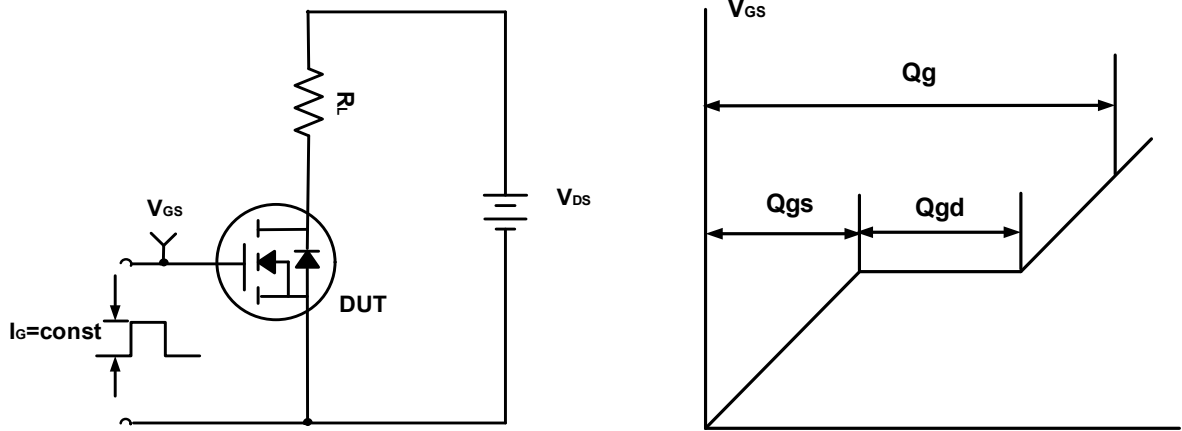 RL
VDS
VGS
DUT
IG=const
VGS
Qg
Qgs
Qgd